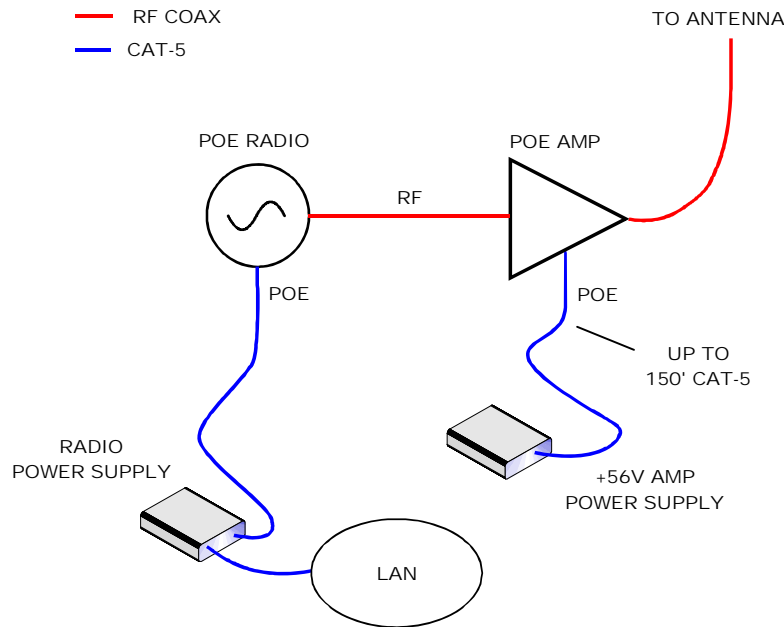 RF COAX
CAT-5
TO ANTENNA
POE RADIO
POE AMP
RF
POE
POE
UP TO
150' CAT-5
RADIO
POWER SUPPLY
+56V AMP
POWER SUPPLY
LAN